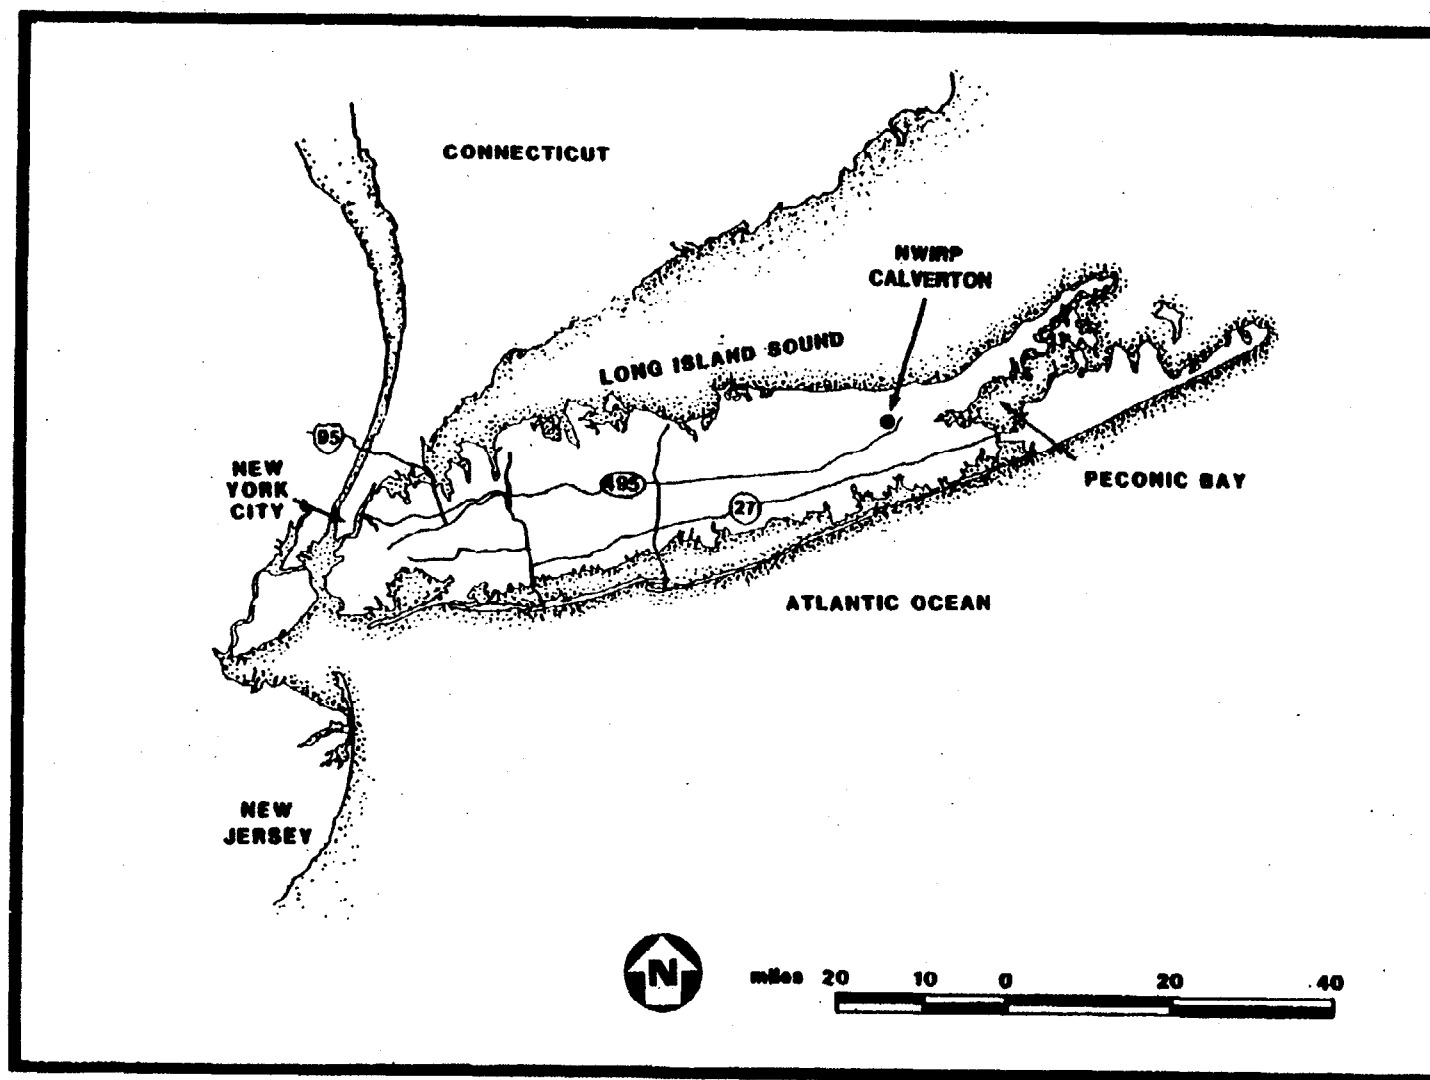 CONNECTICUT
NWIRP
CALVERTON
LONG ISLAND SOUND
95
NEW
YORK
CITY
495
27
PECONIC BAY
ATLANTIC OCEAN
NEW
JERSEY
N
miles 20 10 0 20 40